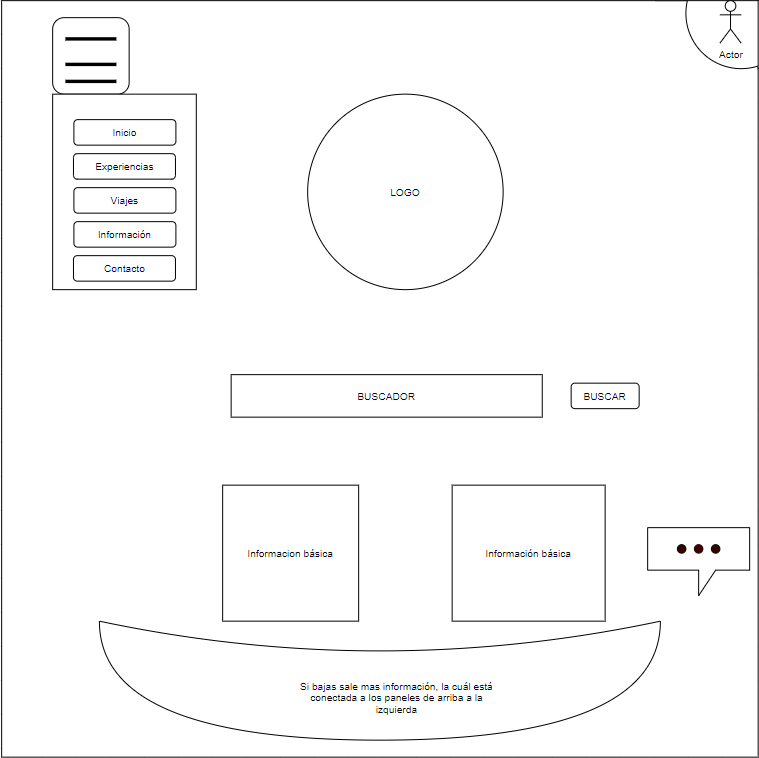 Actor
Inicio
Experiencias
Viajes
Información
Contacto
LOGO
BUSCADOR
BUSCAR
Informacion básica
Información básica
Si bajas sale mas información, la cuál está
conectada a los paneles de arriba a la
izquierda